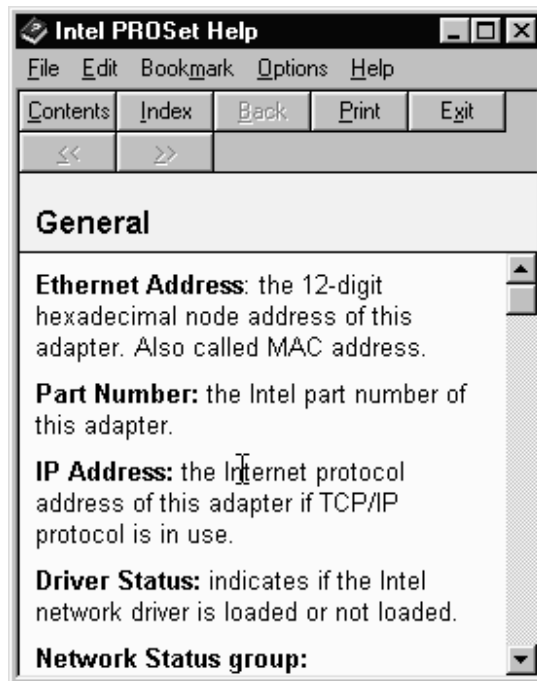 Intel PROSet Help
File Edit Bookmark Options Help
Contents Index Back Print Exit
<< >>
General
Ethernet Address: the 12-digit
hexadecimal node address of this
adapter. Also called MAC address.
Part Number: the Intel part number of
this adapter.
IP Address: the Internet protocol
address of this adapter if TCP/IP
protocol is in use.
Driver Status: indicates if the Intel
network driver is loaded or not loaded.
Network Status group: